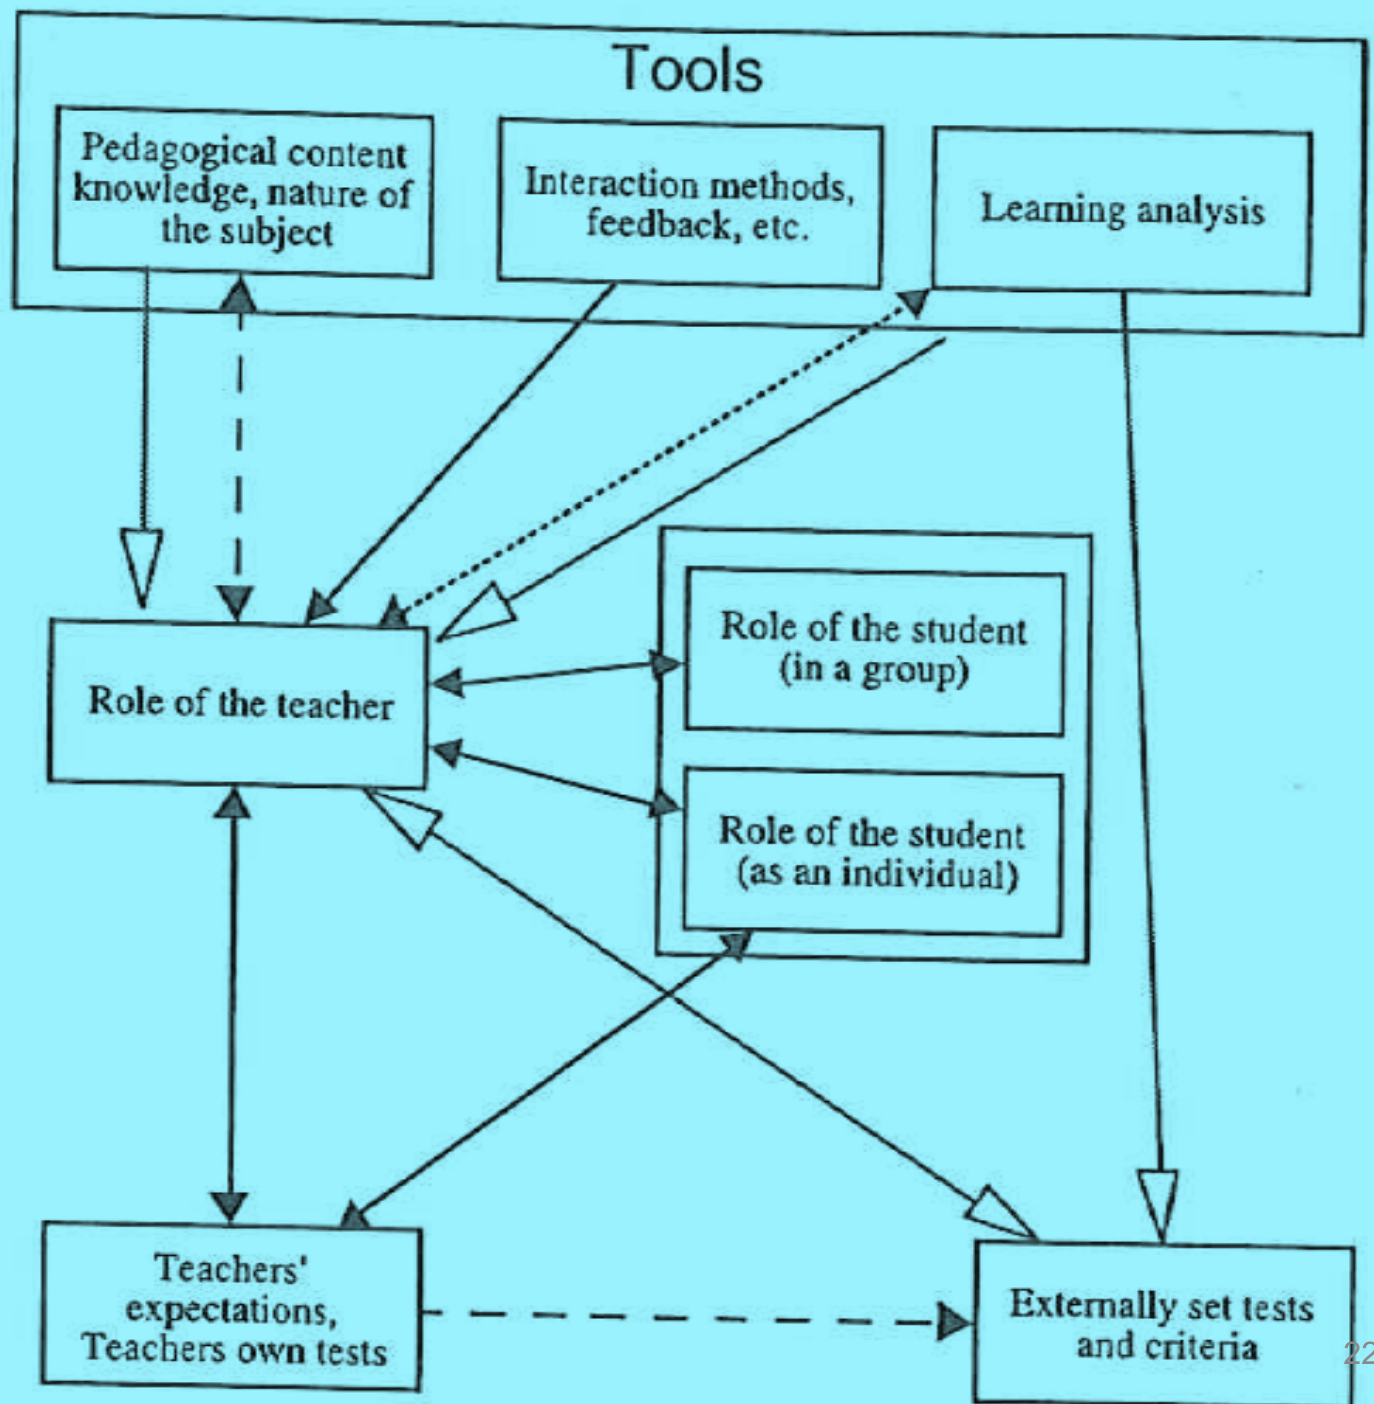 Tools
Pedagogical content
knowledge, nature of
the subject
Interaction methods,
feedback, etc.
Learning analysis
Role of the student
(in a group)
Role of the teacher
Role of the student
(as an individual)
Teachers'
expectations,
Teachers own tests
Externally set tests
and criteria
22